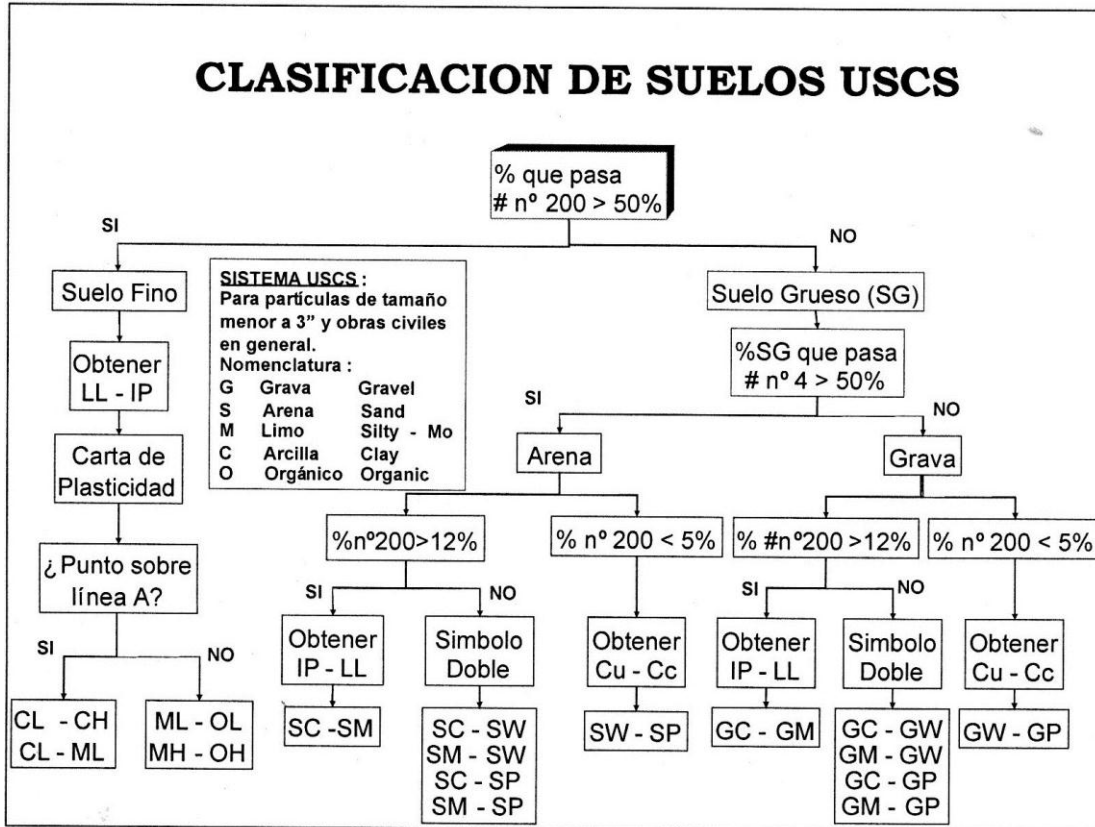 CLASIFICACION DE SUELOS USCS
% que pasa
# nº 200 > 50%
SI
NO
Suelo Fino
SISTEMA USCS :
Para partículas de tamaño
menor a 3" y obras civiles
en general.
Nomenclatura :
G Grava Gravel
S Arena Sand
M Limo Silty - Mo
C Arcilla Clay
O Orgánico Organic
Suelo Grueso (SG)
Obtener
LL - IP
%SG que pasa
# nº 4 > 50%
SI
NO
Carta de
Plasticidad
Arena
Grava
¿Punto sobre
línea A?
%nº200>12%
% nº 200 < 5%
% #nº200 >12%
% nº 200 < 5%
SI
NO
SI
NO
SI
NO
Obtener
IP - LL
Simbolo
Doble
Obtener
Cu - Cc
Obtener
IP - LL
Simbolo
Doble
Obtener
Cu - Cc
CL - CH
CL - ML
ML - OL
MH - OH
SC -SM
SC - SW
SM - SW
SC - SP
SM - SP
SW - SP
GC - GM
GC - GW
GM - GW
GC - GP
GM - GP
GW - GP